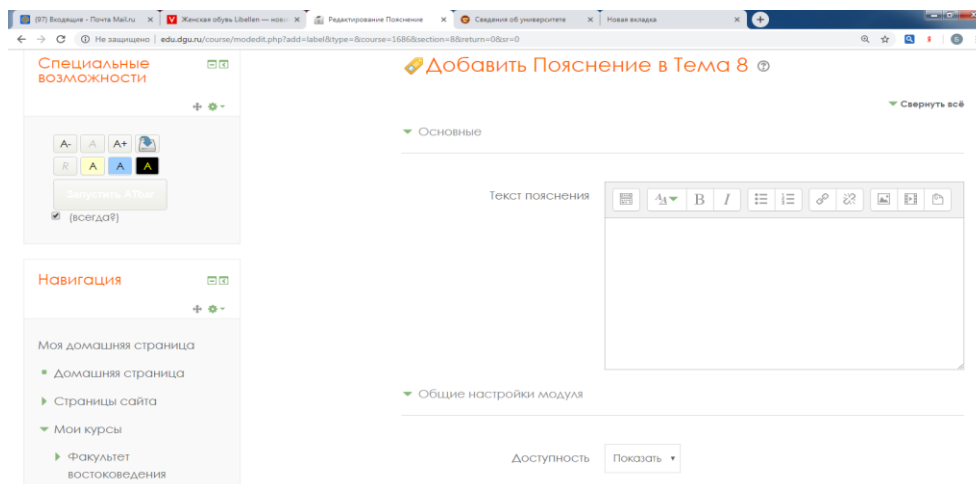 (97) Входящие - Почта Mail.ru
Женская обувь Libellen — нов
Редактирование Пояснение
Сведения об университете
Новая вкладка
Не защищено | edu.dgu.ru/course/modedit.php?add=label&type=&course=1686&section=8&return=0&sr=0
Специальные
возможности
A- A A+
R A A A
Запустить ATbar
(всегда?)
Навигация
Моя домашняя страница
Домашняя страница
Страницы сайта
Мои курсы
Факультет
востоковедения
Добавить Пояснение в Тема 8
Свернуть всё
Основные
Текст пояснения
B I
Общие настройки модуля
Доступность Показать